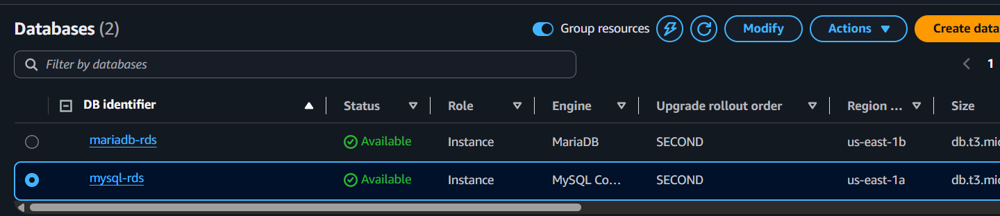 Databases (2)
Group resources
Modify
Actions
Create data
Filter by databases
1
DB identifier Status Role Engine Upgrade rollout order Region ... Size
mariadb-rds Available Instance MariaDB SECOND us-east-1b db.t3.mic
mysql-rds Available Instance MySQL Co... SECOND us-east-1a db.t3.mic